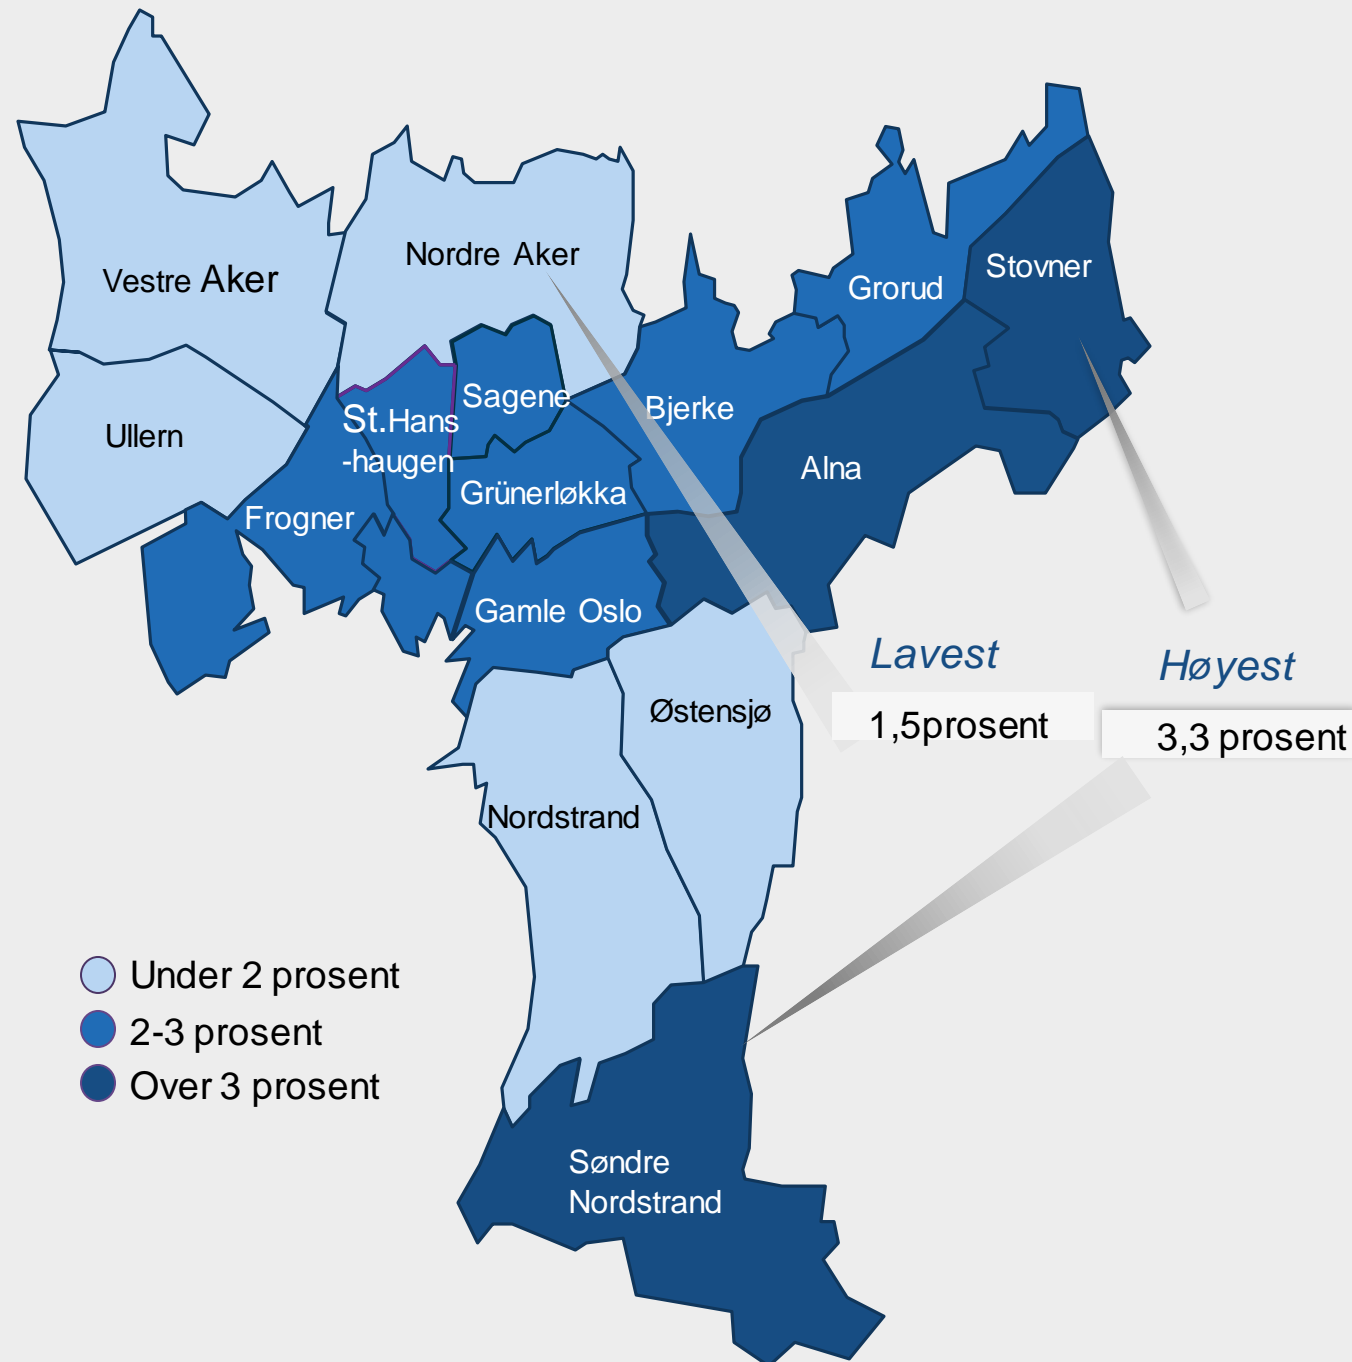 Nordre Aker
Stovner
Vestre Aker
Grorud
Sagene
Bjerke
St.Hans
-haugen
Ullern
Alna
Grünerløkka
Frogner
Gamle Oslo
Lavest
Høyest
Østensjø
1,5prosent
3,3 prosent
Nordstrand
Under 2 prosent
2-3 prosent
Over 3 prosent
Søndre
Nordstrand